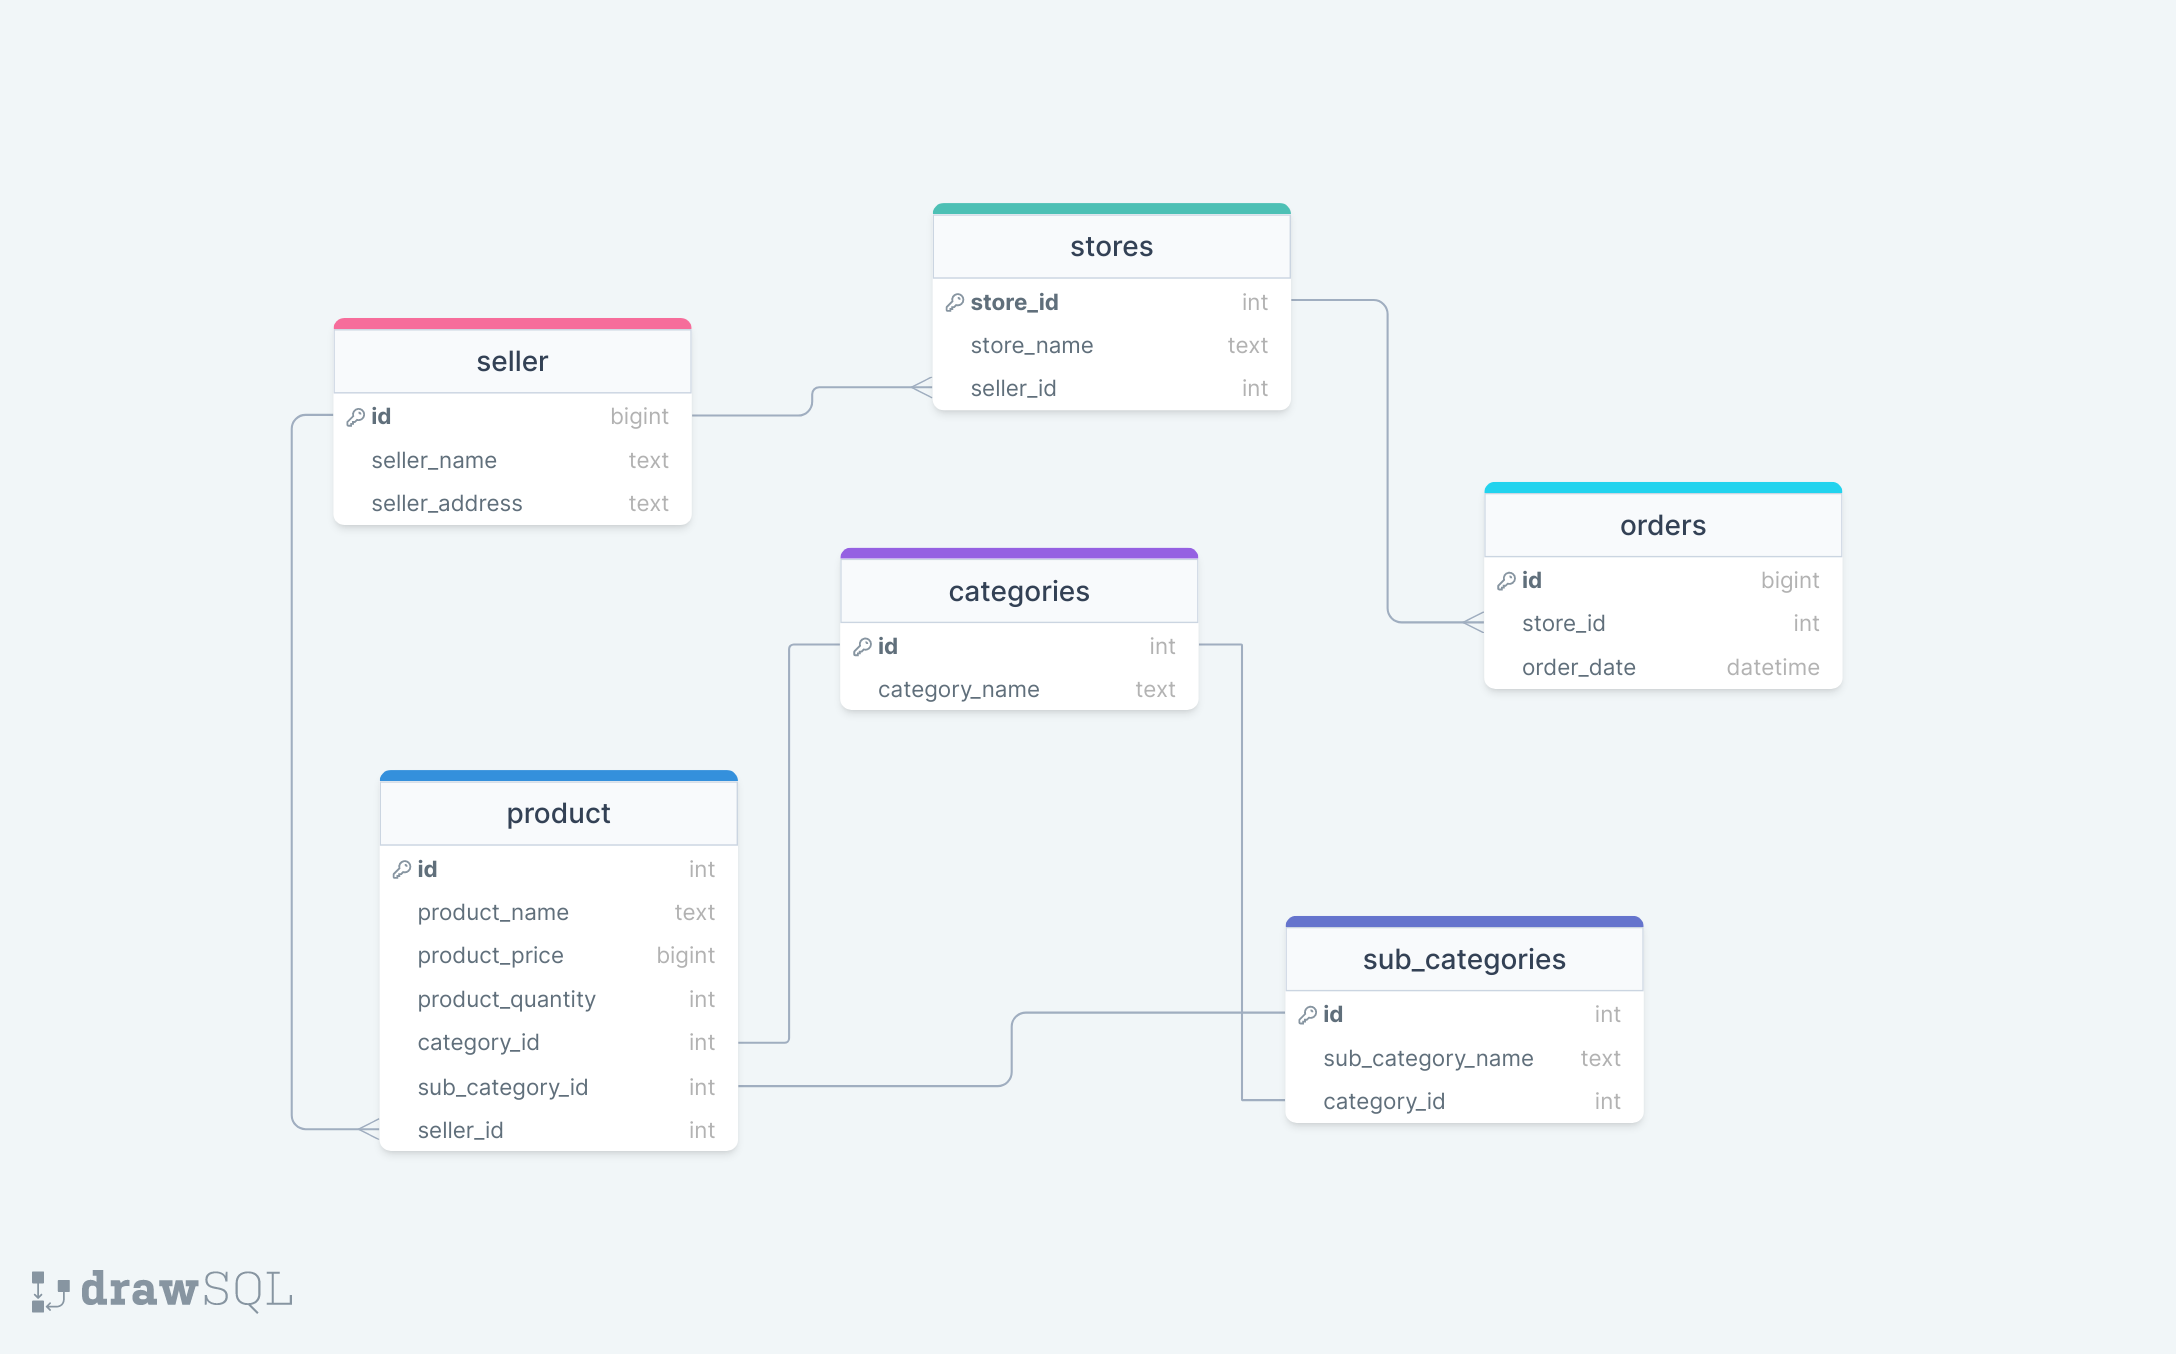 stores
store_id int
store_name text
seller_id int
seller
id bigint
seller_name text
seller_address text
orders
id bigint
store_id int
order_date datetime
categories
id int
category_name text
product
id int
product_name text
product_price bigint
product_quantity int
category_id int
sub_category_id int
seller_id int
sub_categories
id int
sub_category_name text
category_id int
drawSQL